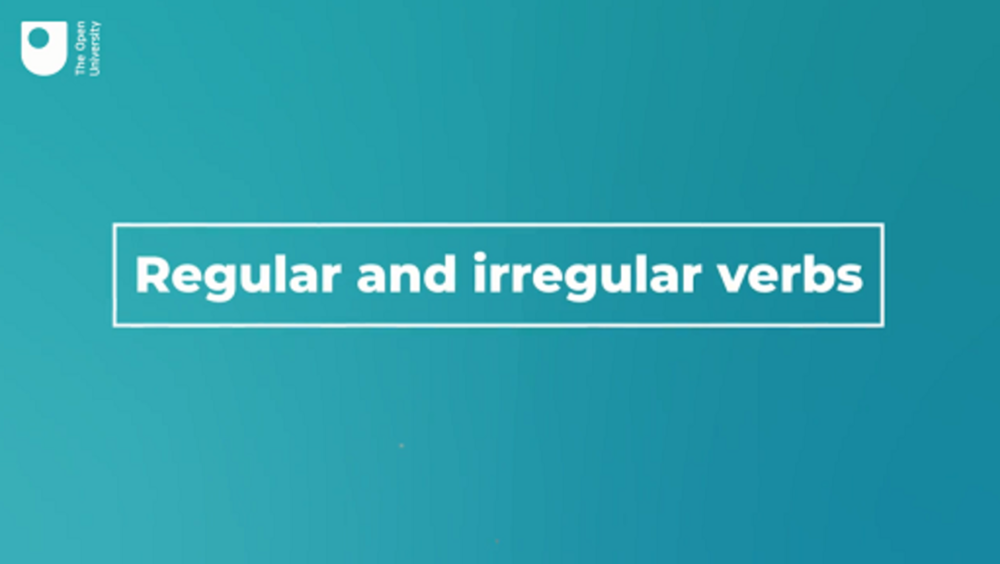 The Open
University
Regular and irregular verbs